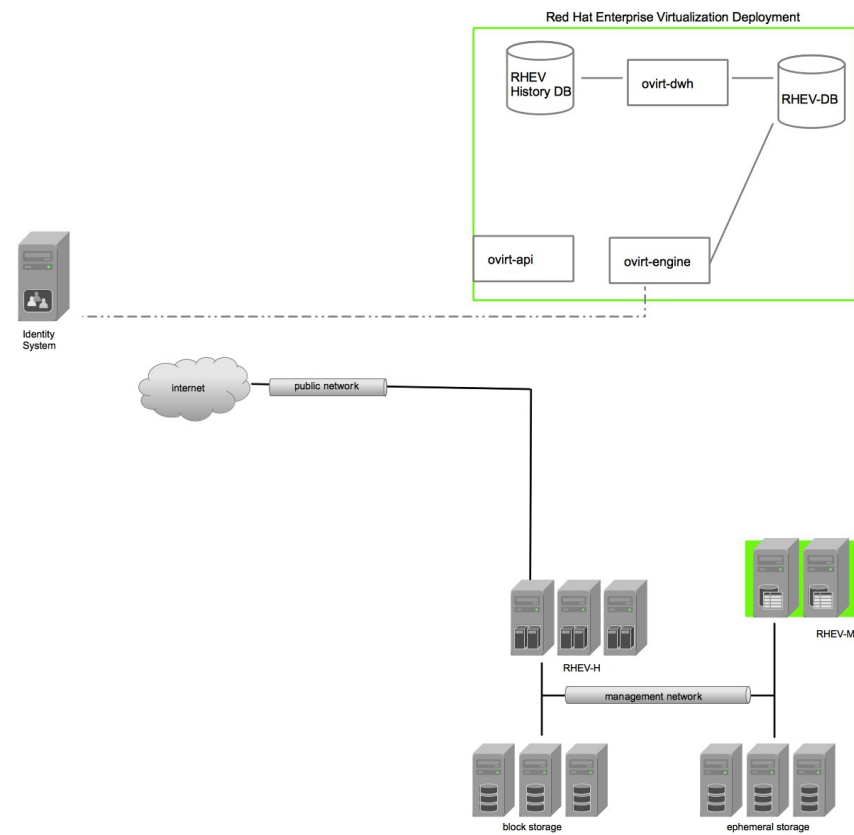 Red Hat Enterprise Virtualization Deployment
RHEV
History DB
ovirt-dwh
RHEV-DB
ovirt-api
ovirt-engine
Identity
System
internet
public network
RHEV-M
RHEV-H
management network
block storage
ephemeral storage